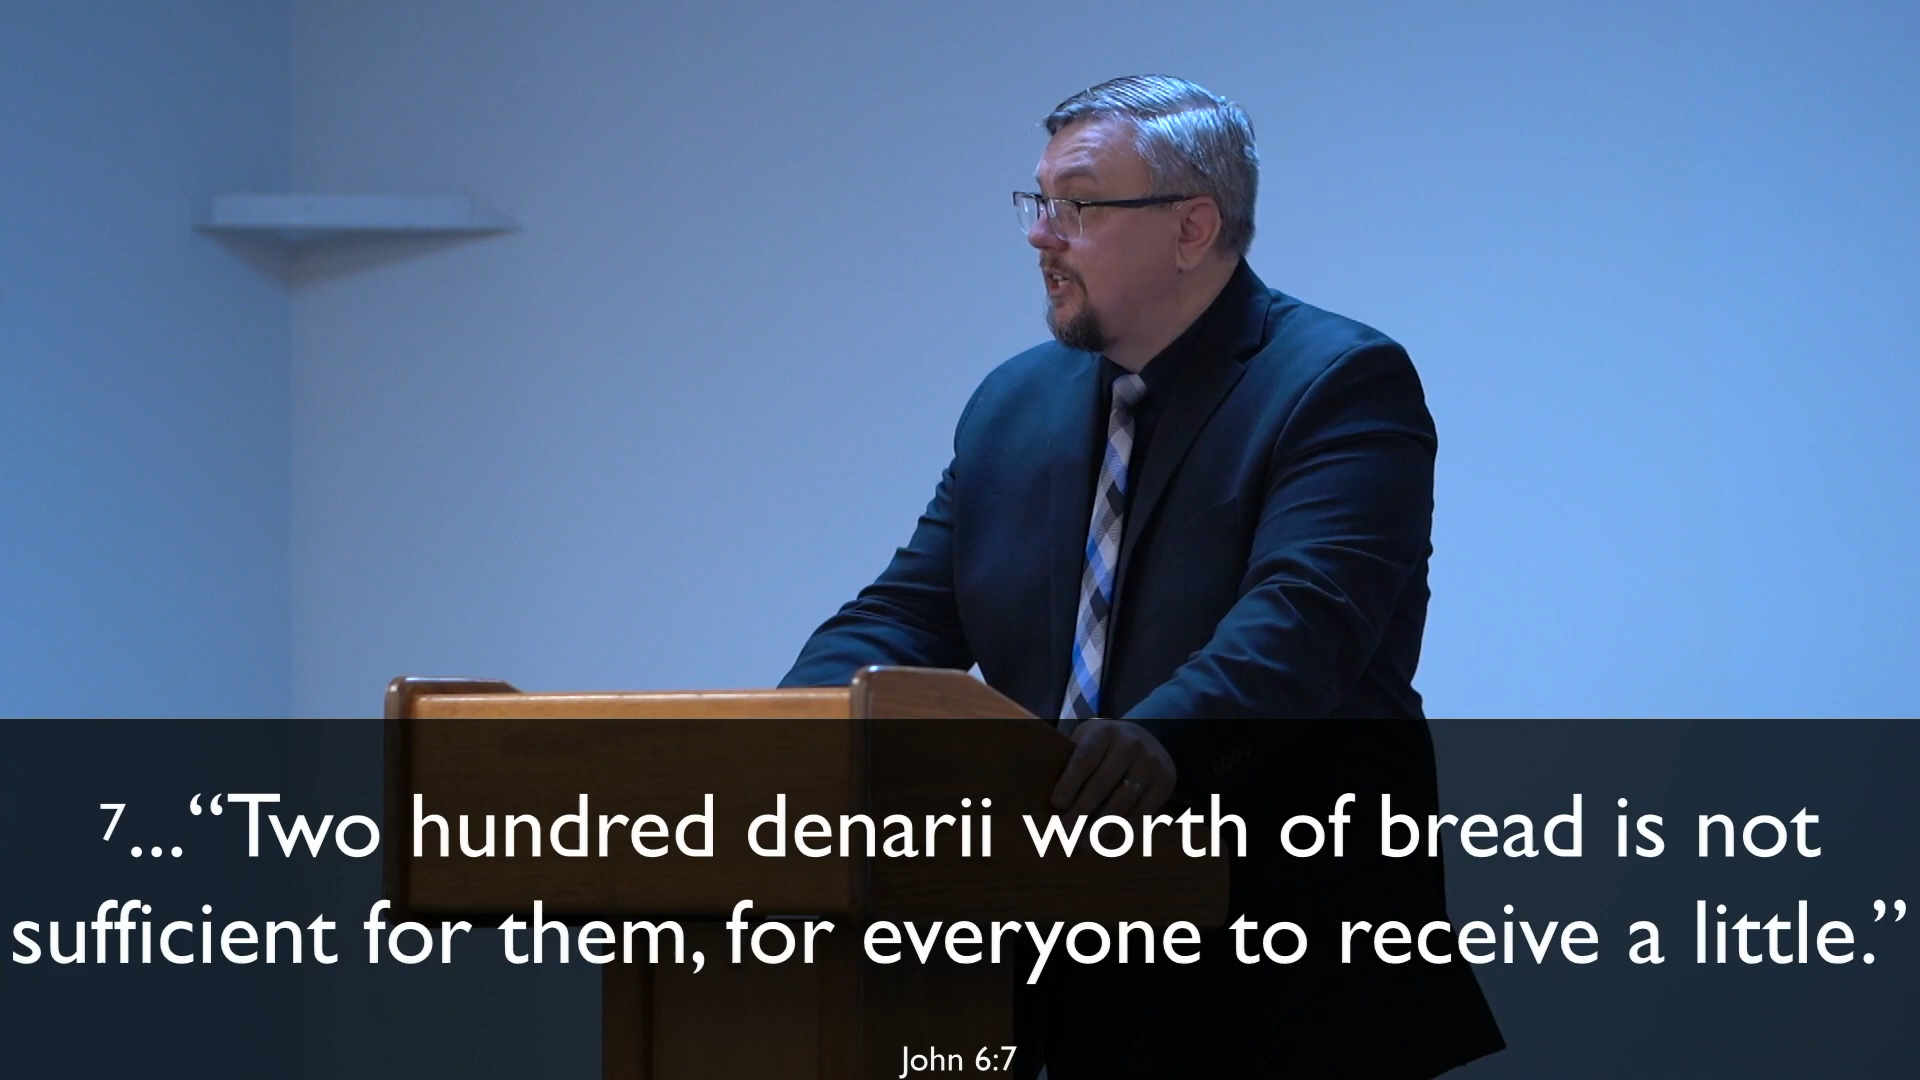 7...“Two hundred denarii worth of bread is not
sufficient for them, for everyone to receive a little.”
John 6:7